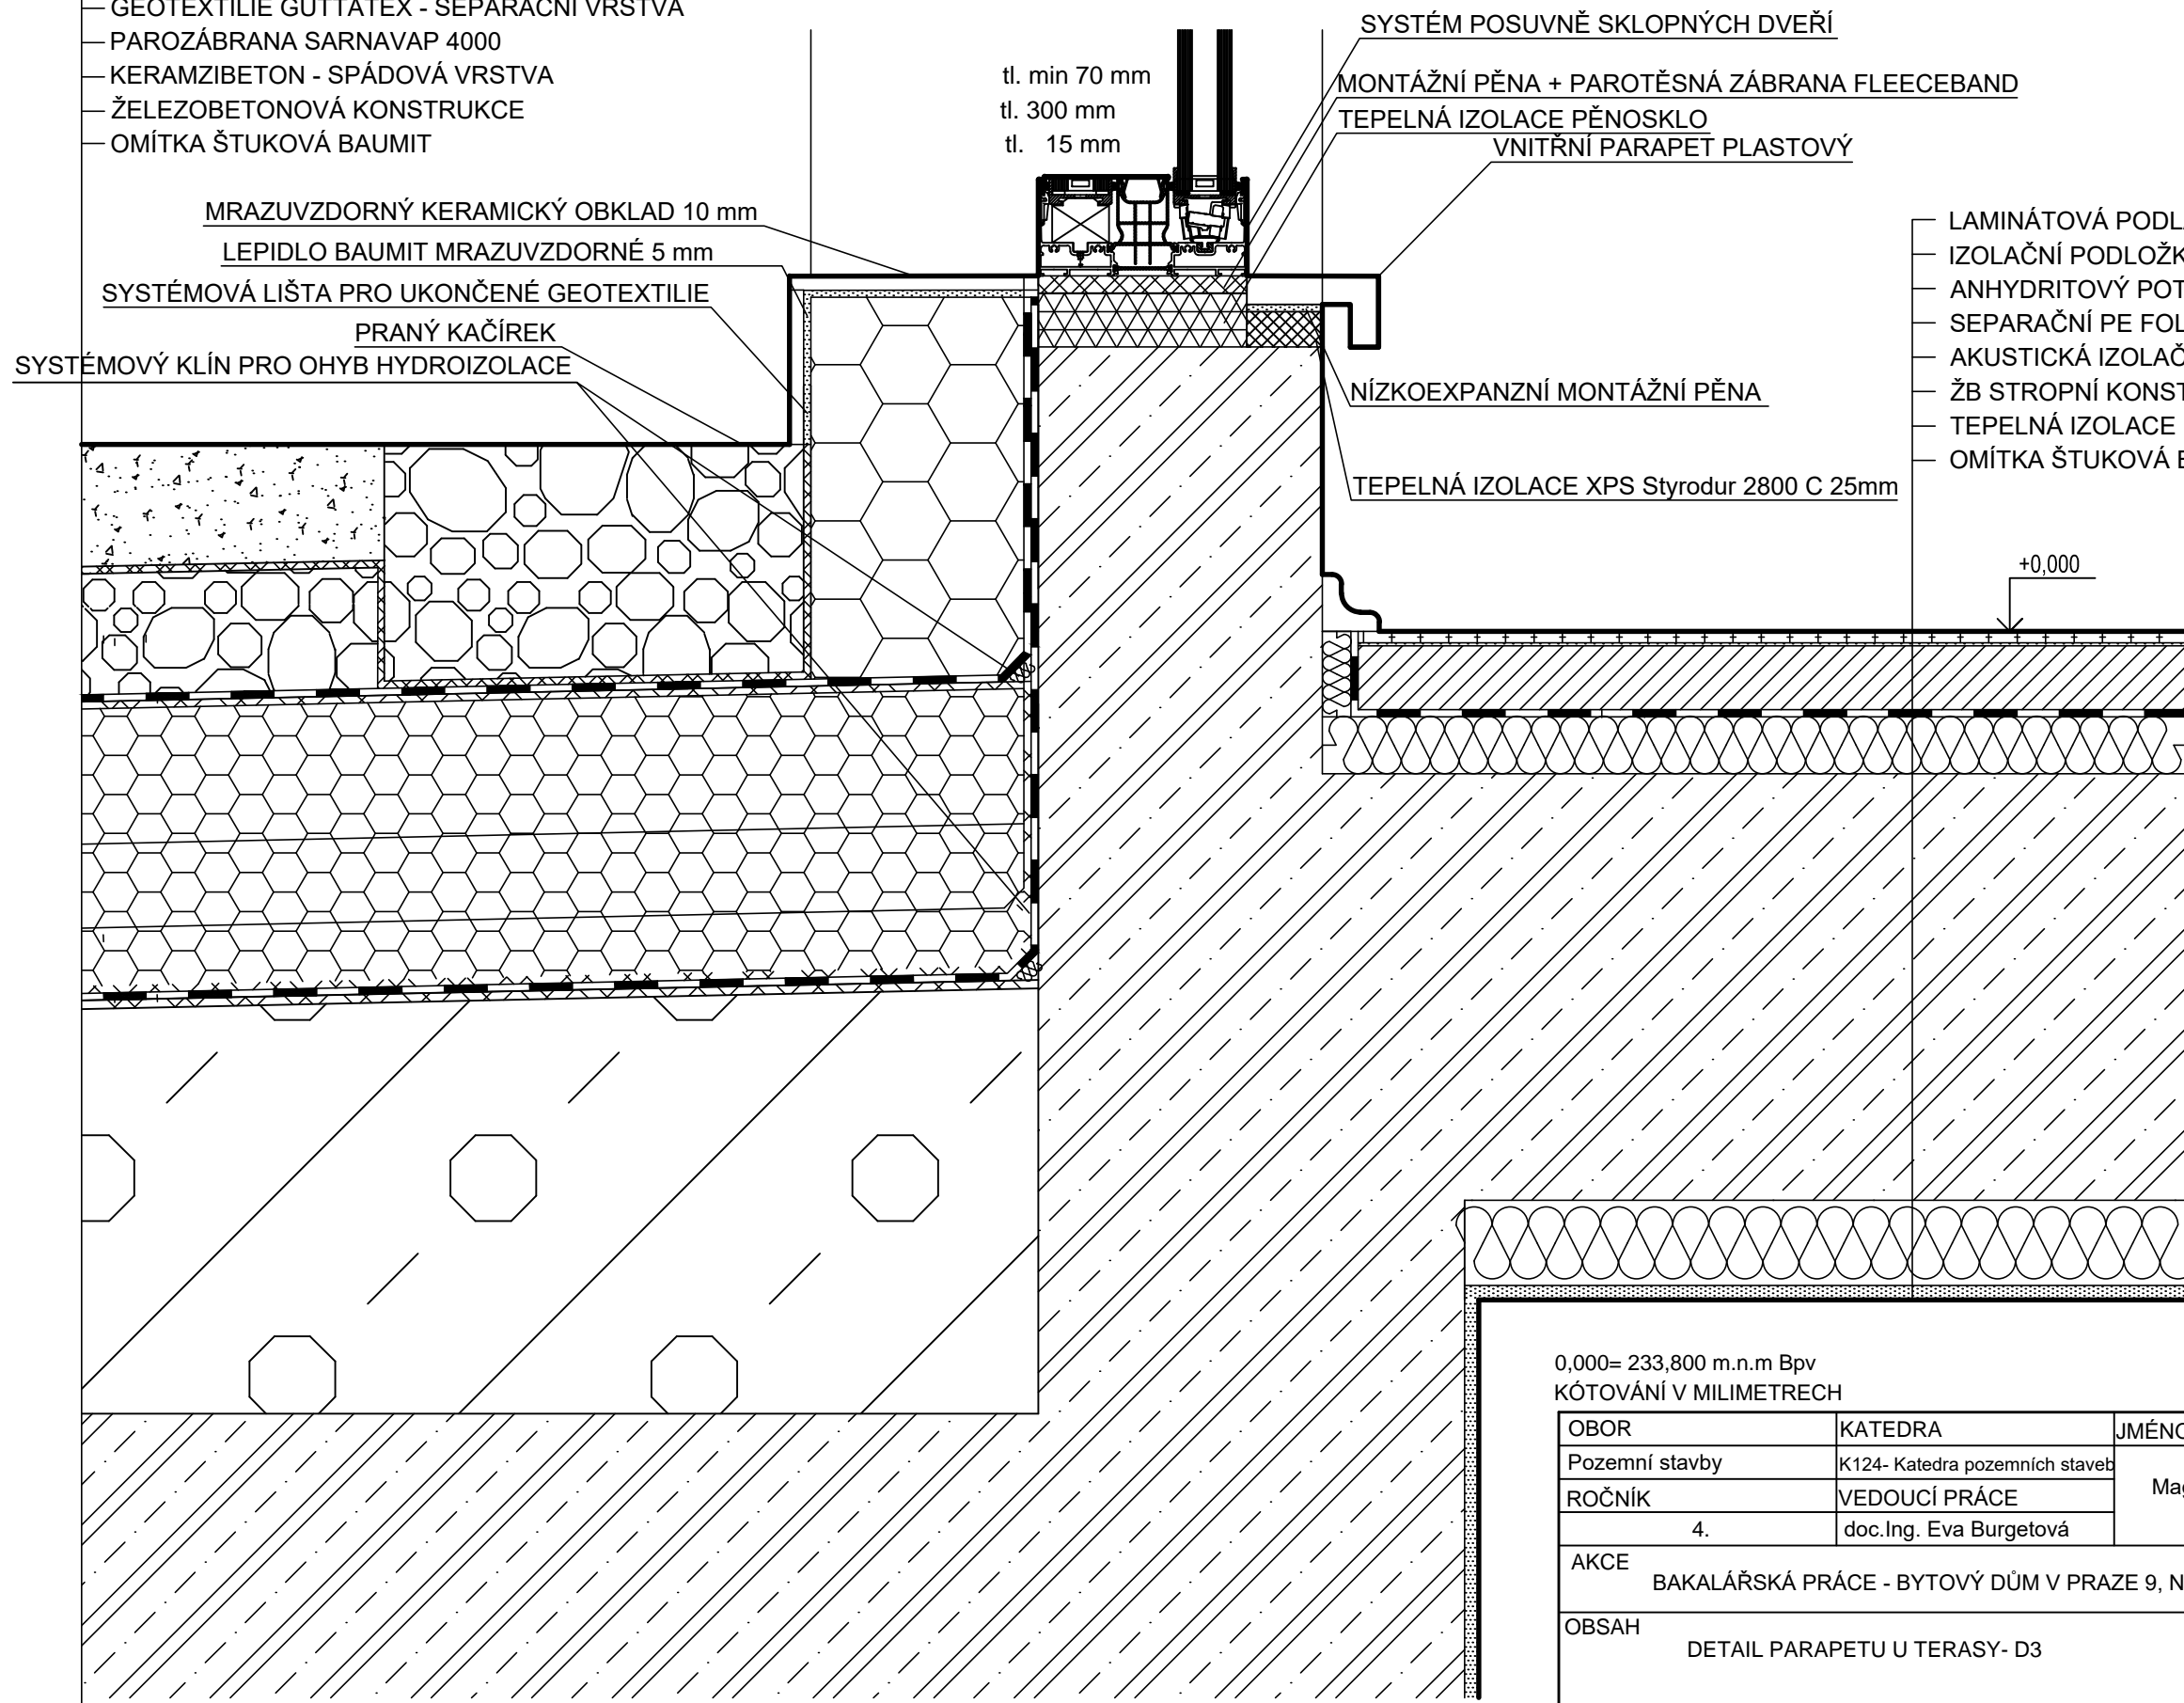 GEOTEXTILIE GUTTATEX - SEPARAČNÍ VRSTVA
PAROZÁBRANA SARNAVAP 4000
KERAMZIBETON - SPÁDOVÁ VRSTVA tl. min 70 mm
ŽELEZOBETONOVÁ KONSTRUKCE tl. 300 mm
OMÍTKA ŠTUKOVÁ BAUMIT tl. 15 mm
SYSTÉM POSUVNĚ SKLOPNÝCH DVEŘÍ
MONTÁŽNÍ PĚNA + PAROTĚSNÁ ZÁBRANA FLEECEBAND
TEPELNÁ IZOLACE PĚNOSKLO
VNITŘNÍ PARAPET PLASTOVÝ
MRAZUVZDORNÝ KERAMICKÝ OBKLAD 10 mm
LEPIDLO BAUMIT MRAZUVZDORNÉ 5 mm
SYSTÉMOVÁ LIŠTA PRO UKONČENÉ GEOTEXTILIE
PRANÝ KAČÍREK
SYSTÉMOVÝ KLÍN PRO OHYB HYDROIZOLACE
LAMINÁTOVÁ PODL
IZOLAČNÍ PODLOŽK
ANHYDRITOVÝ POT
SEPARAČNÍ PE FOL
AKUSTICKÁ IZOLAČ
ŽB STROPNÍ KONST
TEPELNÁ IZOLACE
OMÍTKA ŠTUKOVÁ
NÍZKOEXPANZNÍ MONTÁŽNÍ PĚNA
TEPELNÁ IZOLACE XPS Styrodur 2800 C 25mm
+0,000
0,000= 233,800 m.n.m Bpv
KÓTOVÁNÍ V MILIMETRECH
OBOR KATEDRA JMÉNO
Pozemní stavby K124- Katedra pozemních staveb
Mag
ROČNÍK VEDOUCÍ PRÁCE
4. doc.Ing. Eva Burgetová
AKCE
BAKALÁŘSKÁ PRÁCE - BYTOVÝ DŮM V PRAZE 9, N
OBSAH
DETAIL PARAPETU U TERASY- D3